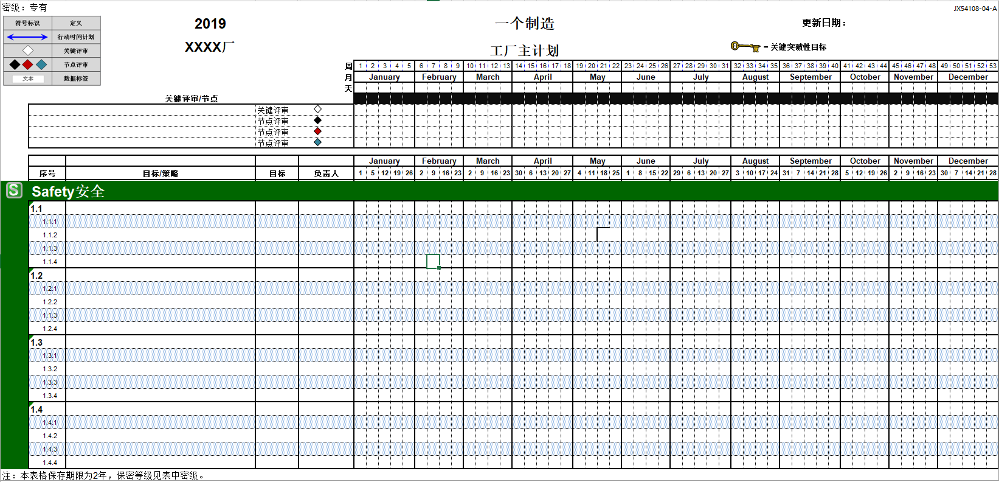 密级：专有
JX54108-04-A
符号标识 定义
行动时间计划
关键评审
节点评审
文本 数据标签
2019
XXXX厂
一个制造
工厂主计划
更新日期：
= 关键突破性目标
周 1 2 3 4 5 6 7 8 9 10 11 12 13 14 15 16 17 18 19 20 21 22 23 24 25 26 27 28 29 30 31 32 33 34 35 36 37 38 39 40 41 42 43 44 45 46 47 48 49 50 51 52 53
月 January February March April May June July August September October November December
天
关键评审/节点
关键评审
节点评审
节点评审
节点评审
January February March April May June July August September October November December
序号 目标/策略 目标 负责人 1 5 12 19 26 2 9 16 23 2 9 16 23 30 6 13 20 27 4 11 18 25 1 8 15 22 29 6 13 20 27 3 10 17 24 31 7 14 21 28 5 12 19 26 2 9 16 23 30 7 14 21 28
S Safety安全
1.1
1.1.1
1.1.2
1.1.3
1.1.4
1.2
1.2.1
1.2.2
1.1.3
1.2.4
1.3
1.3.1
1.3.2
1.3.3
1.3.4
1.4
1.4.1
1.4.2
1.4.3
1.4.4
注：本表格保存期限为2年，保密等级见表中密级。